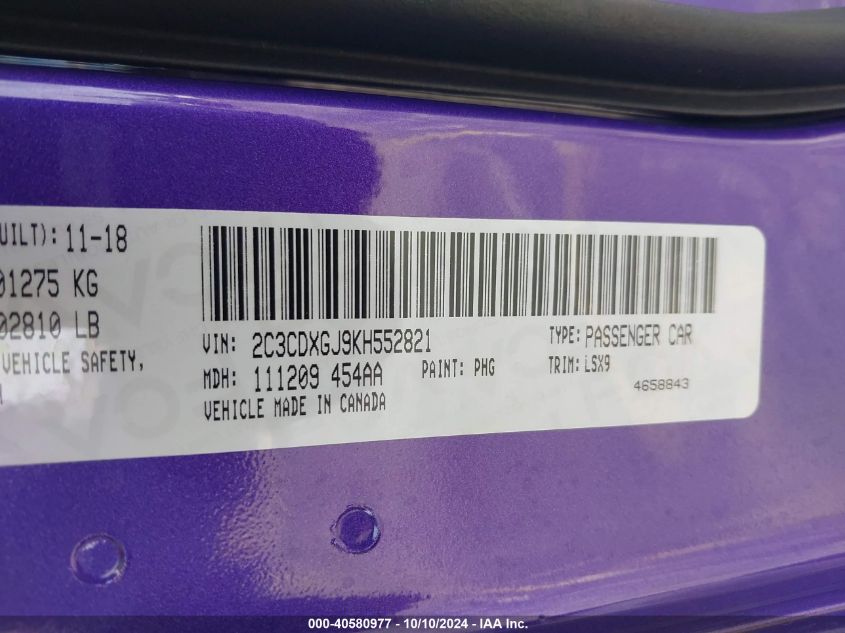 UILT): 11-18
01275 KG
02810 LB
VEHICLE SAFETY,
VIN: 2C3CDXGJ9KH552821
TYPE: PASSENGER CAR
MDH: 111209 454AA
PAINT: PHG
TRIM: LSX9
VEHICLE MADE IN CANADA
4658843
000-40580977 - 10/10/2024 - IAA Inc.